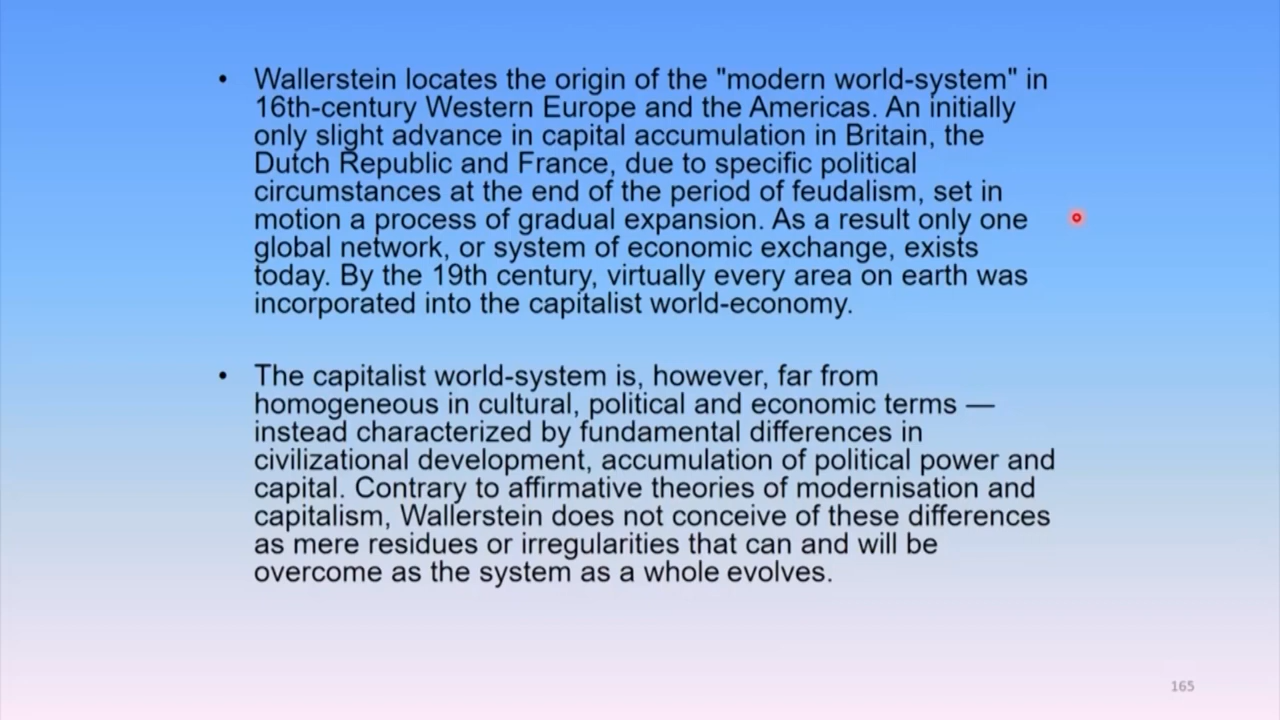 • Wallerstein locates the origin of the "modern world-system" in
16th-century Western Europe and the Americas. An initially
only slight advance in capital accumulation in Britain, the
Dutch Republic and France, due to specific political
circumstances at the end of the period of feudalism, set in
motion a process of gradual expansion. As a result only one
global network, or system of economic exchange, exists
today. By the 19th century, virtually every area on earth was
incorporated into the capitalist world-economy.
• The capitalist world-system is, however, far from
homogeneous in cultural, political and economic terms —
instead characterized by fundamental differences in
civilizational development, accumulation of political power and
capital. Contrary to affirmative theories of modernisation and
capitalism, Wallerstein does not conceive of these differences
as mere residues or irregularities that can and will be
overcome as the system as a whole evolves.
165